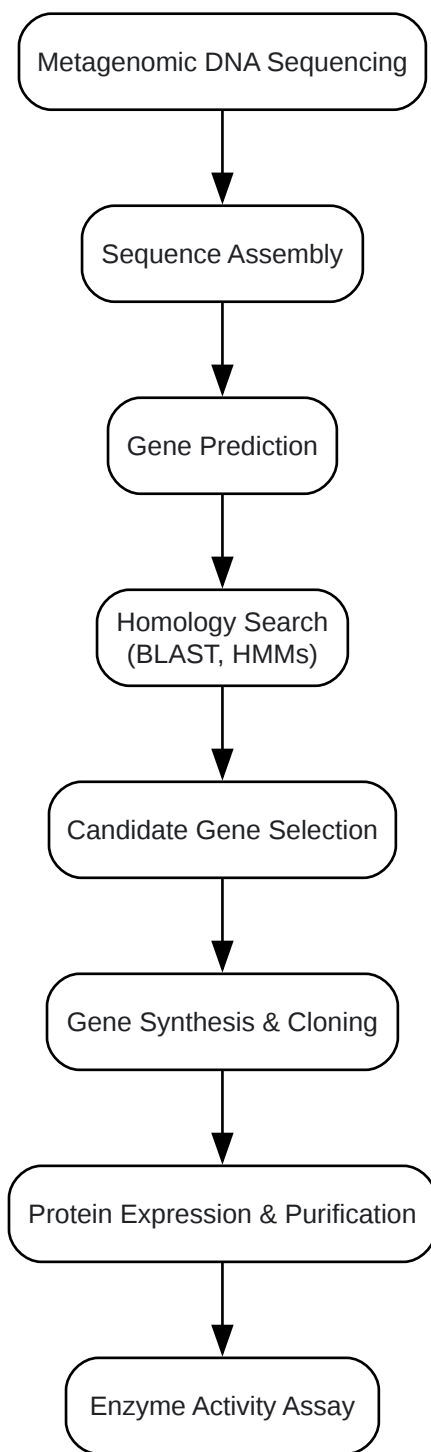 Metagenomic DNA Sequencing
Sequence Assembly
Gene Prediction
Homology Search
(BLAST, HMMs)
Candidate Gene Selection
Gene Synthesis & Cloning
Protein Expression & Purification
Enzyme Activity Assay